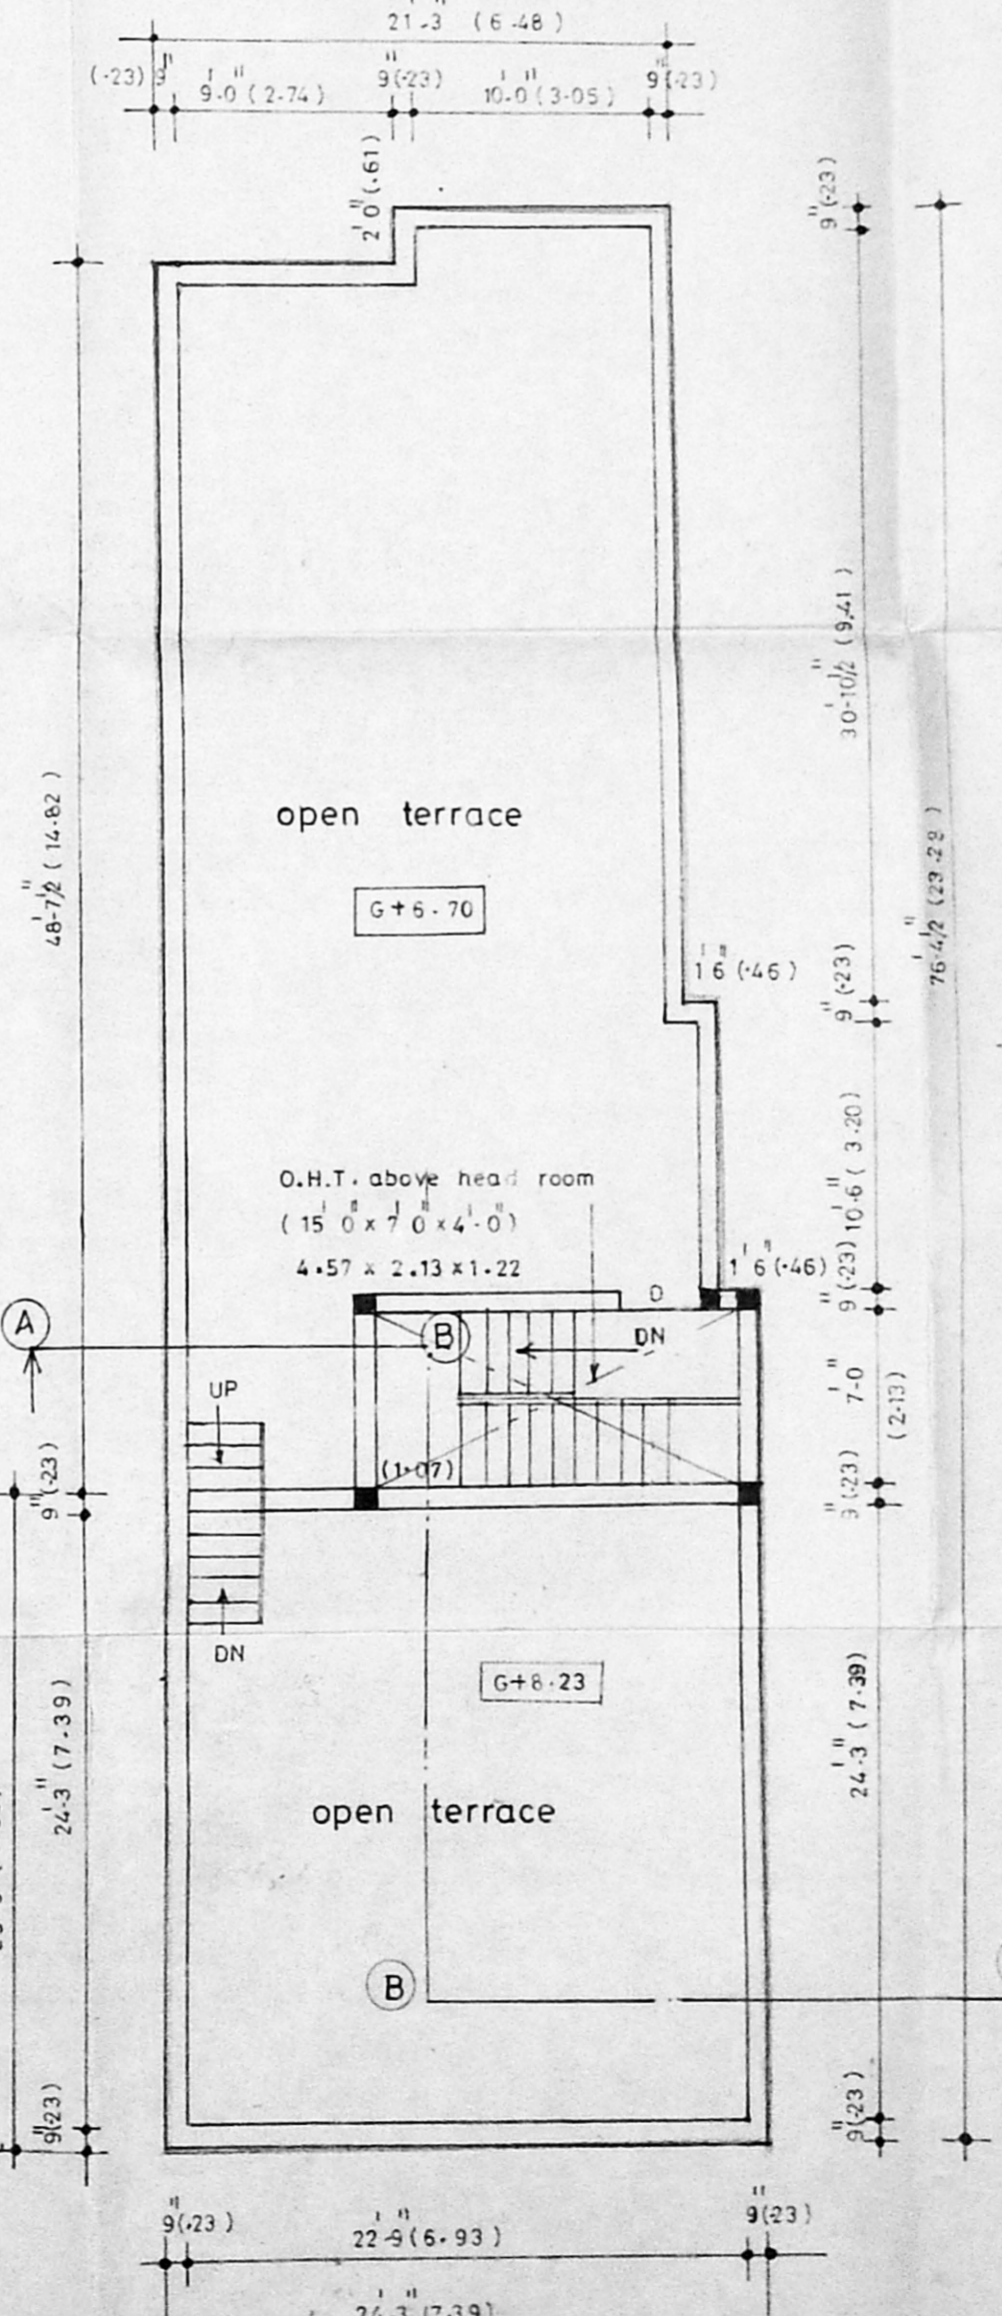 21'-3" (6·48)
(·23) 9"
9'-0" (2·74)
9"(·23)
10'-0" (3·05)
9"(·23)
2'0" (·61)
9" (·23)
30'-10½" (9.41)
48'-7½" (14·82)
76'-4½" (23·28)
open terrace
G+6·70
1'6" (·46)
9" (·23)
10'-6" (3·20)
O.H.T. above head room
(15'0" x 7'0" x 4'-0")
4·57 x 2·13 x 1·22
1'6" (·46)
9" (·23)
D
A
B
DN
UP
7'-0"
(2·13)
(1·07)
9" (·23)
9" (·23)
DN
G+8·23
24'-3" (7·39)
24'-3" (7·39)
open terrace
B
9"(·23)
9"(·23)
9"(·23)
22'-9" (6·93)
9"(·23)
24'-3" (7·39)